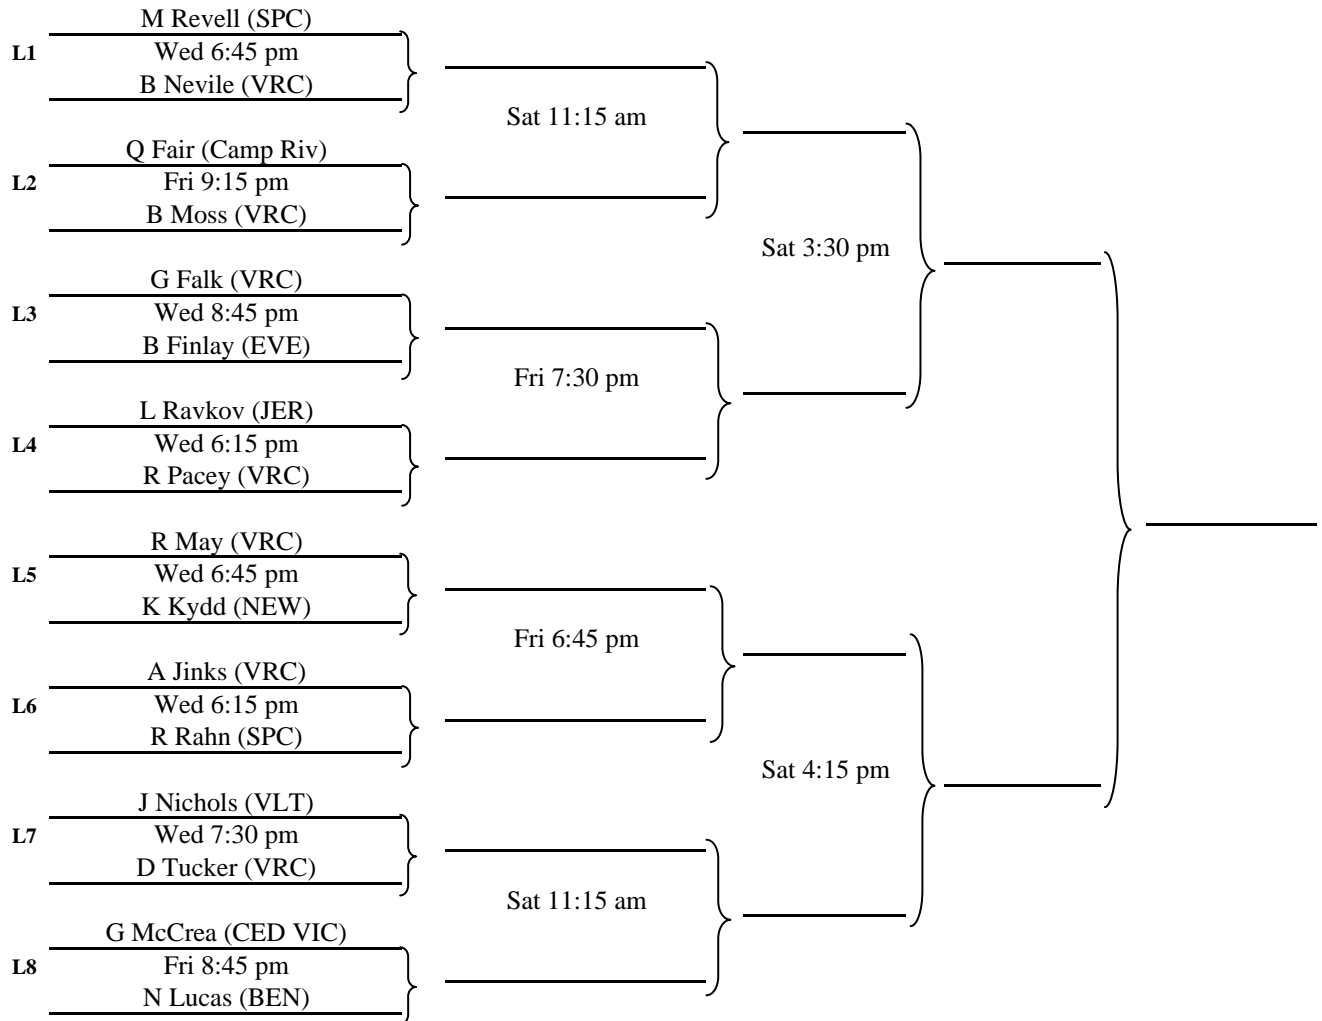 M Revell (SPC)
L1
Wed 6:45 pm
B Nevile (VRC)
Sat 11:15 am
Q Fair (Camp Riv)
L2
Fri 9:15 pm
B Moss (VRC)
Sat 3:30 pm
G Falk (VRC)
L3
Wed 8:45 pm
B Finlay (EVE)
Fri 7:30 pm
L Ravkov (JER)
L4
Wed 6:15 pm
R Pacey (VRC)
R May (VRC)
L5
Wed 6:45 pm
K Kydd (NEW)
Fri 6:45 pm
A Jinks (VRC)
L6
Wed 6:15 pm
R Rahn (SPC)
Sat 4:15 pm
J Nichols (VLT)
L7
Wed 7:30 pm
D Tucker (VRC)
Sat 11:15 am
G McCrea (CED VIC)
L8
Fri 8:45 pm
N Lucas (BEN)